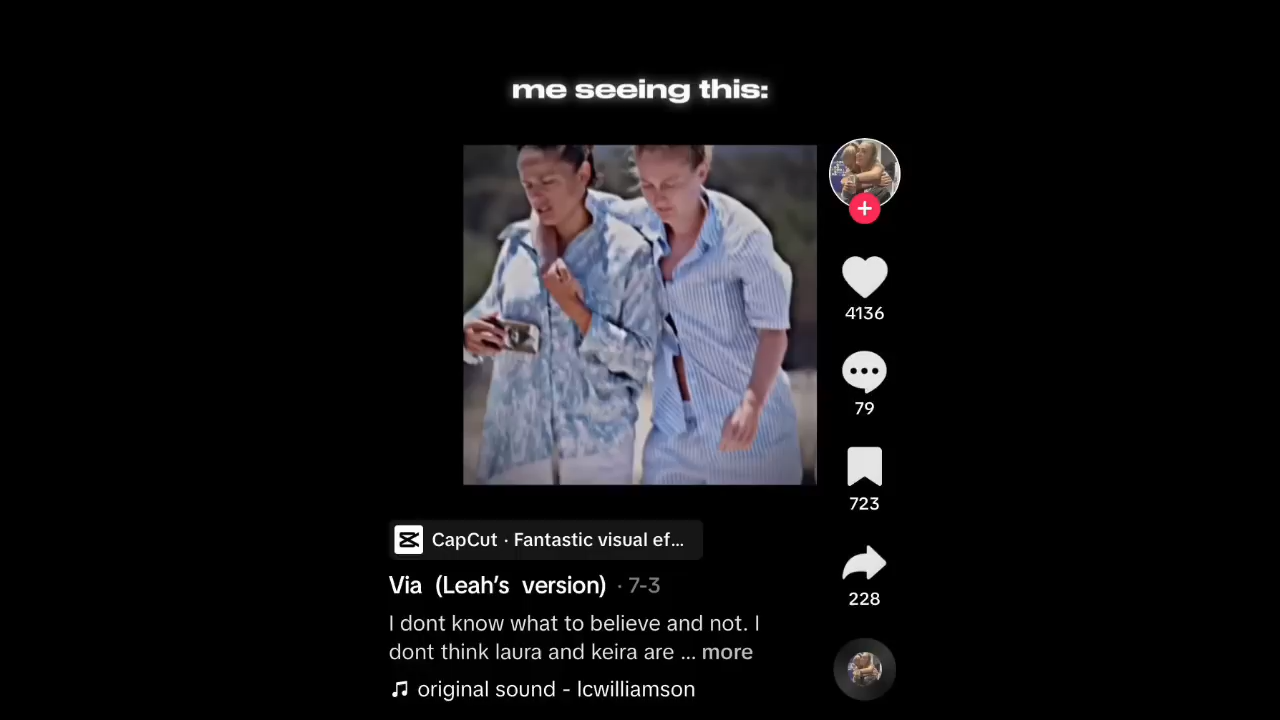 me seeing this:
4136
79
723
228
CapCut · Fantastic visual ef...
Via (Leah's version) · 7-3
I dont know what to believe and not. I
dont think laura and keira are ... more
original sound - lcwilliamson